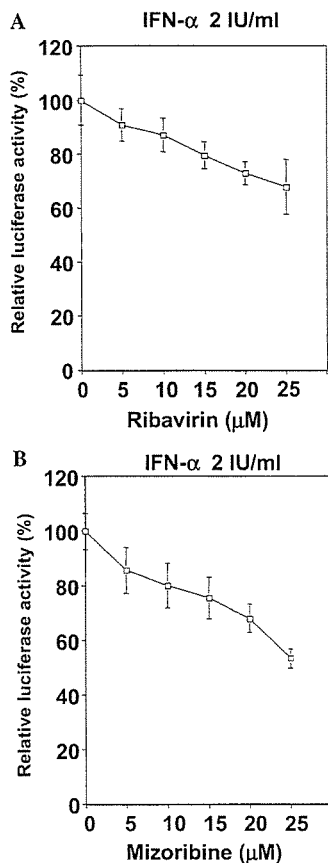 A
IFN-α 2 IU/ml
Relative luciferase activity (%)
120
100
80
60
40
20
0
0 5 10 15 20 25
Ribavirin (μM)
B
IFN-α 2 IU/ml
Relative luciferase activity (%)
120
100
80
60
40
20
0
0 5 10 15 20 25
Mizoribine (μM)